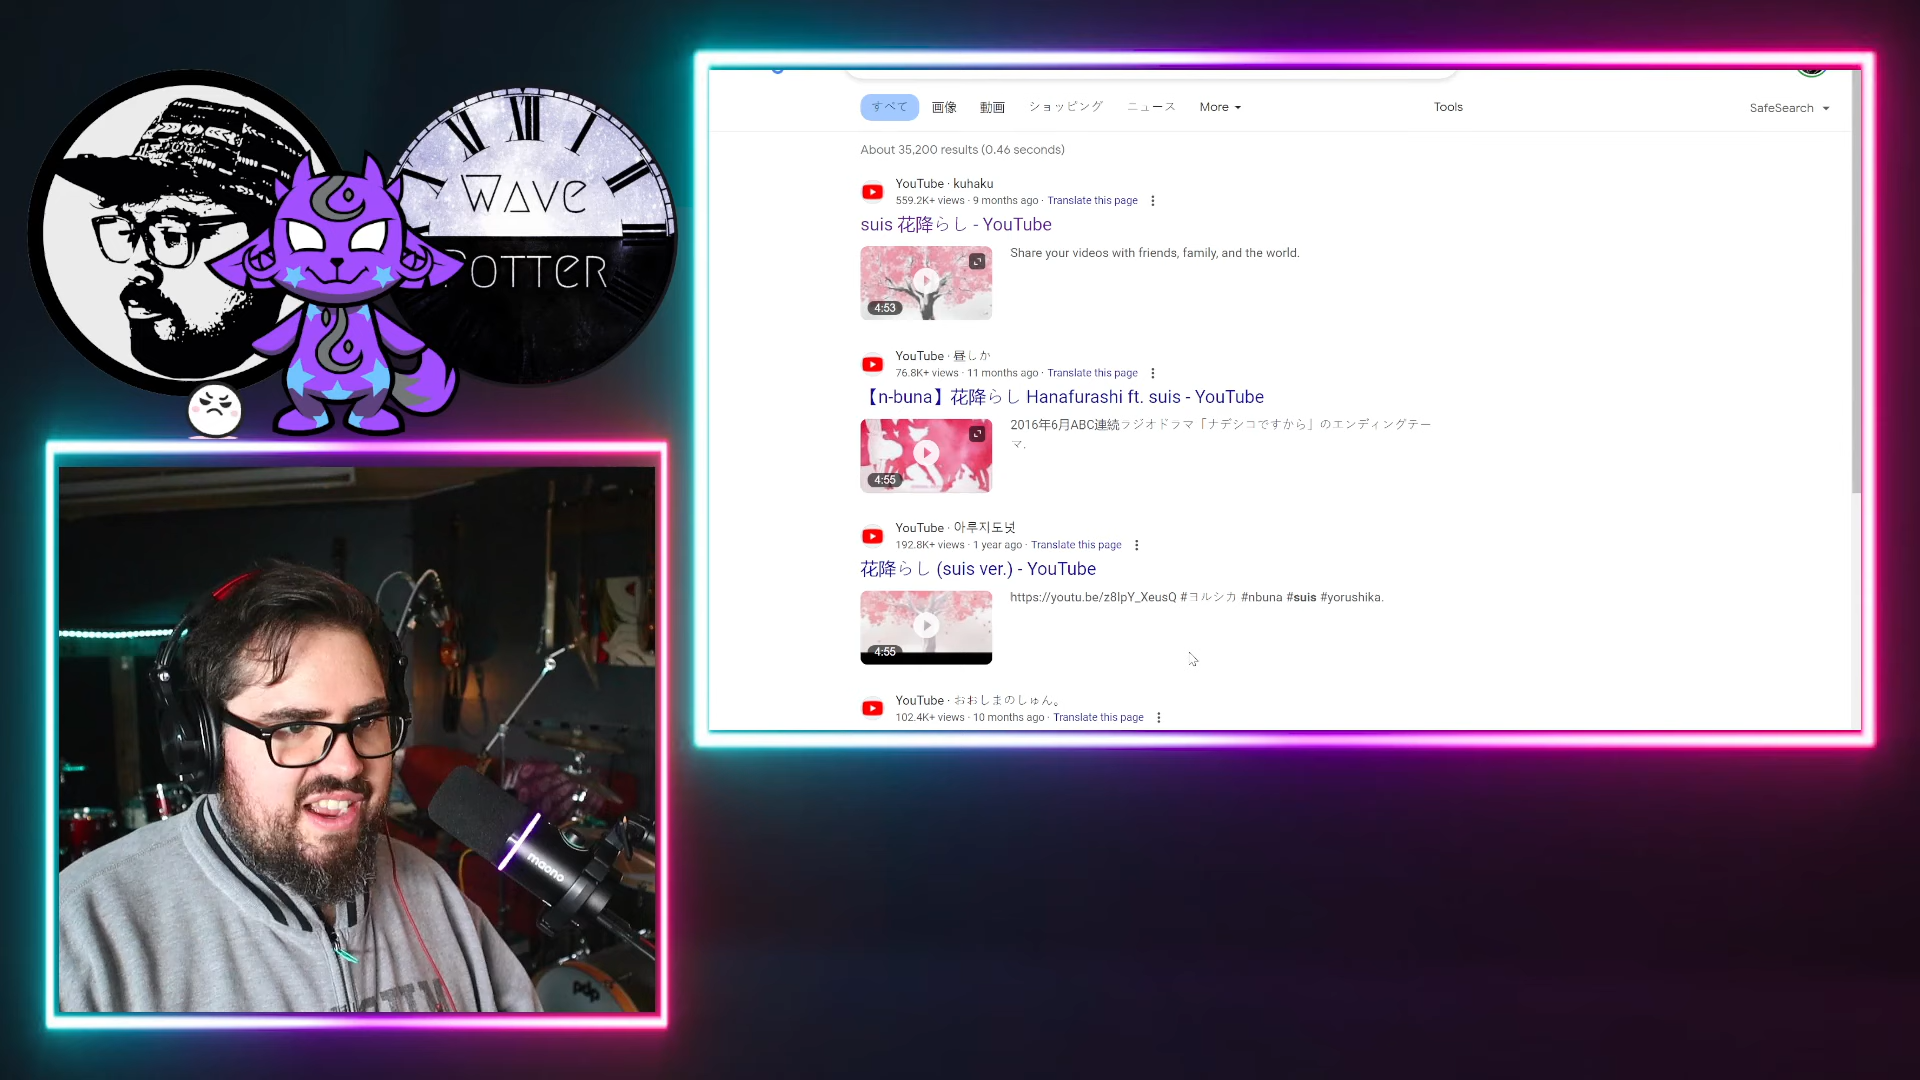 WAVE
POTTER
すべて 画像 動画 ショッピング ニュース More Tools SafeSearch
About 35,200 results (0.46 seconds)
YouTube · kuhaku
559.2K+ views · 9 months ago · Translate this page
suis 花降らし - YouTube
Share your videos with friends, family, and the world.
4:53
YouTube · 昼しか
76.8K+ views · 11 months ago · Translate this page
【n-buna】花降らし Hanafurashi ft. suis - YouTube
2016年6月ABC連続ラジオドラマ「ナデシコですから」のエンディングテー
マ.
4:55
YouTube · 아루지도넛
192.8K+ views · 1 year ago · Translate this page
花降らし (suis ver.) - YouTube
https://youtu.be/z8lpY_XeusQ #ヨルシカ #nbuna #suis #yorushika.
4:55
YouTube · おおしまのしゅん。
102.4K+ views · 10 months ago · Translate this page
maono
pdp